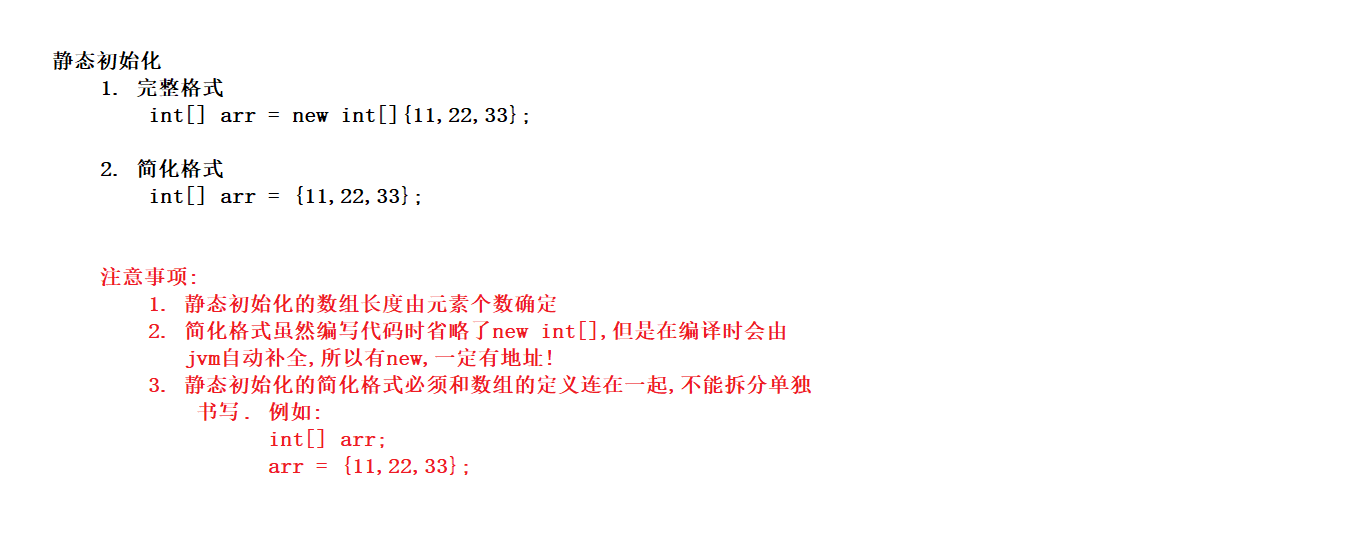 静态初始化
1. 完整格式
int[] arr = new int[]{11,22,33};
2. 简化格式
int[] arr = {11,22,33};
注意事项:
1. 静态初始化的数组长度由元素个数确定
2. 简化格式虽然编写代码时省略了new int[],但是在编译时会由
jvm自动补全,所以有new,一定有地址!
3. 静态初始化的简化格式必须和数组的定义连在一起,不能拆分单独
书写. 例如:
int[] arr;
arr = {11,22,33};